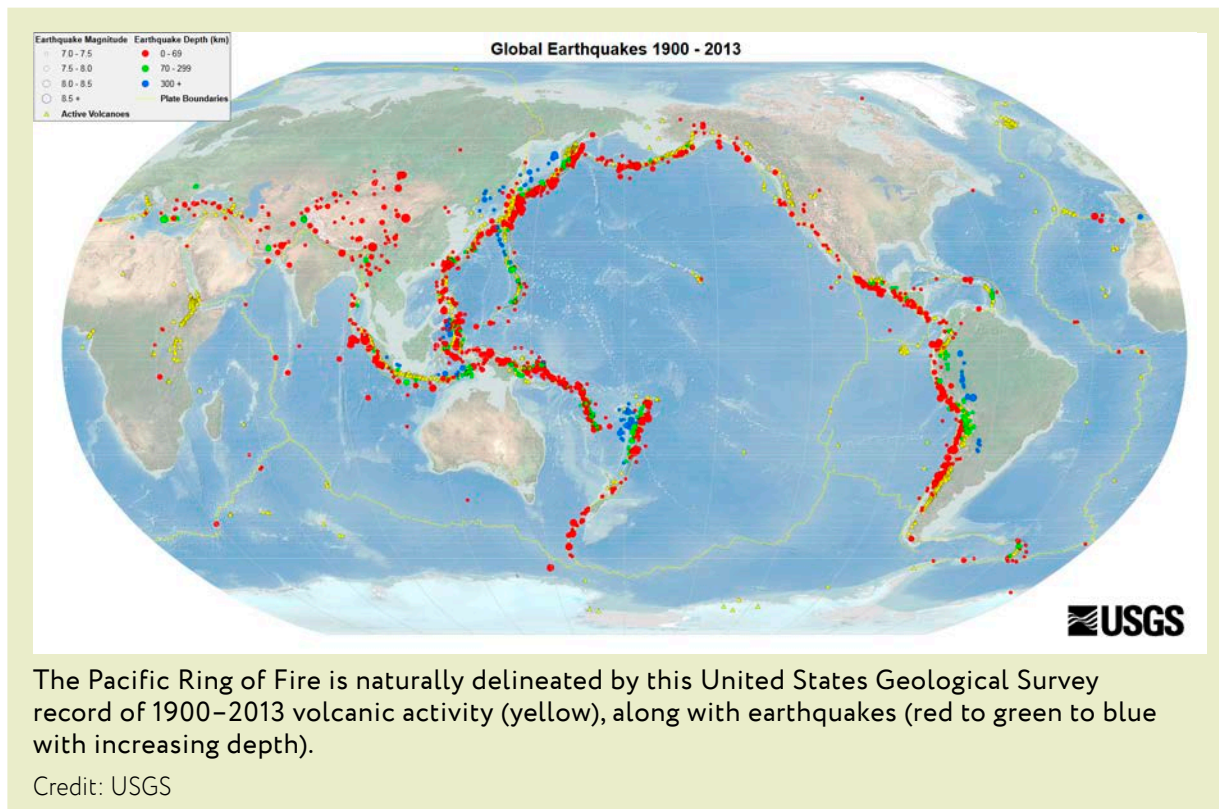 Global Earthquakes 1900 - 2013
Earthquake Magnitude Earthquake Depth (km)
7.0 - 7.5 0 - 69
7.5 - 8.0 70 - 299
8.0 - 8.5 300 +
8.5 + Plate Boundaries
Active Volcanoes
USGS
The Pacific Ring of Fire is naturally delineated by this United States Geological Survey
record of 1900–2013 volcanic activity (yellow), along with earthquakes (red to green to blue
with increasing depth).
Credit: USGS